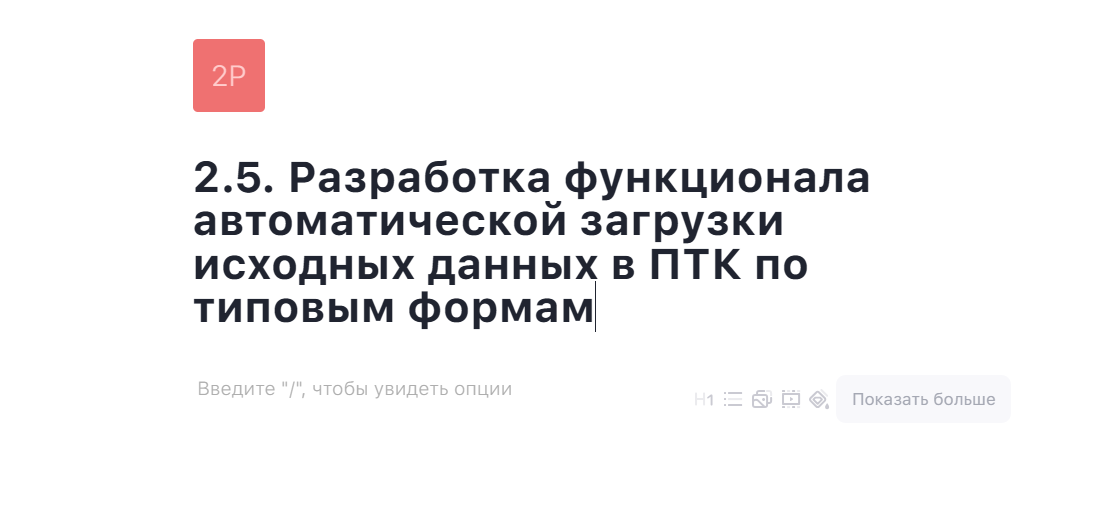 2Р
2.5. Разработка функционала
автоматической загрузки
исходных данных в ПТК по
типовым формам
Введите "/", чтобы увидеть опции
H1
Показать больше